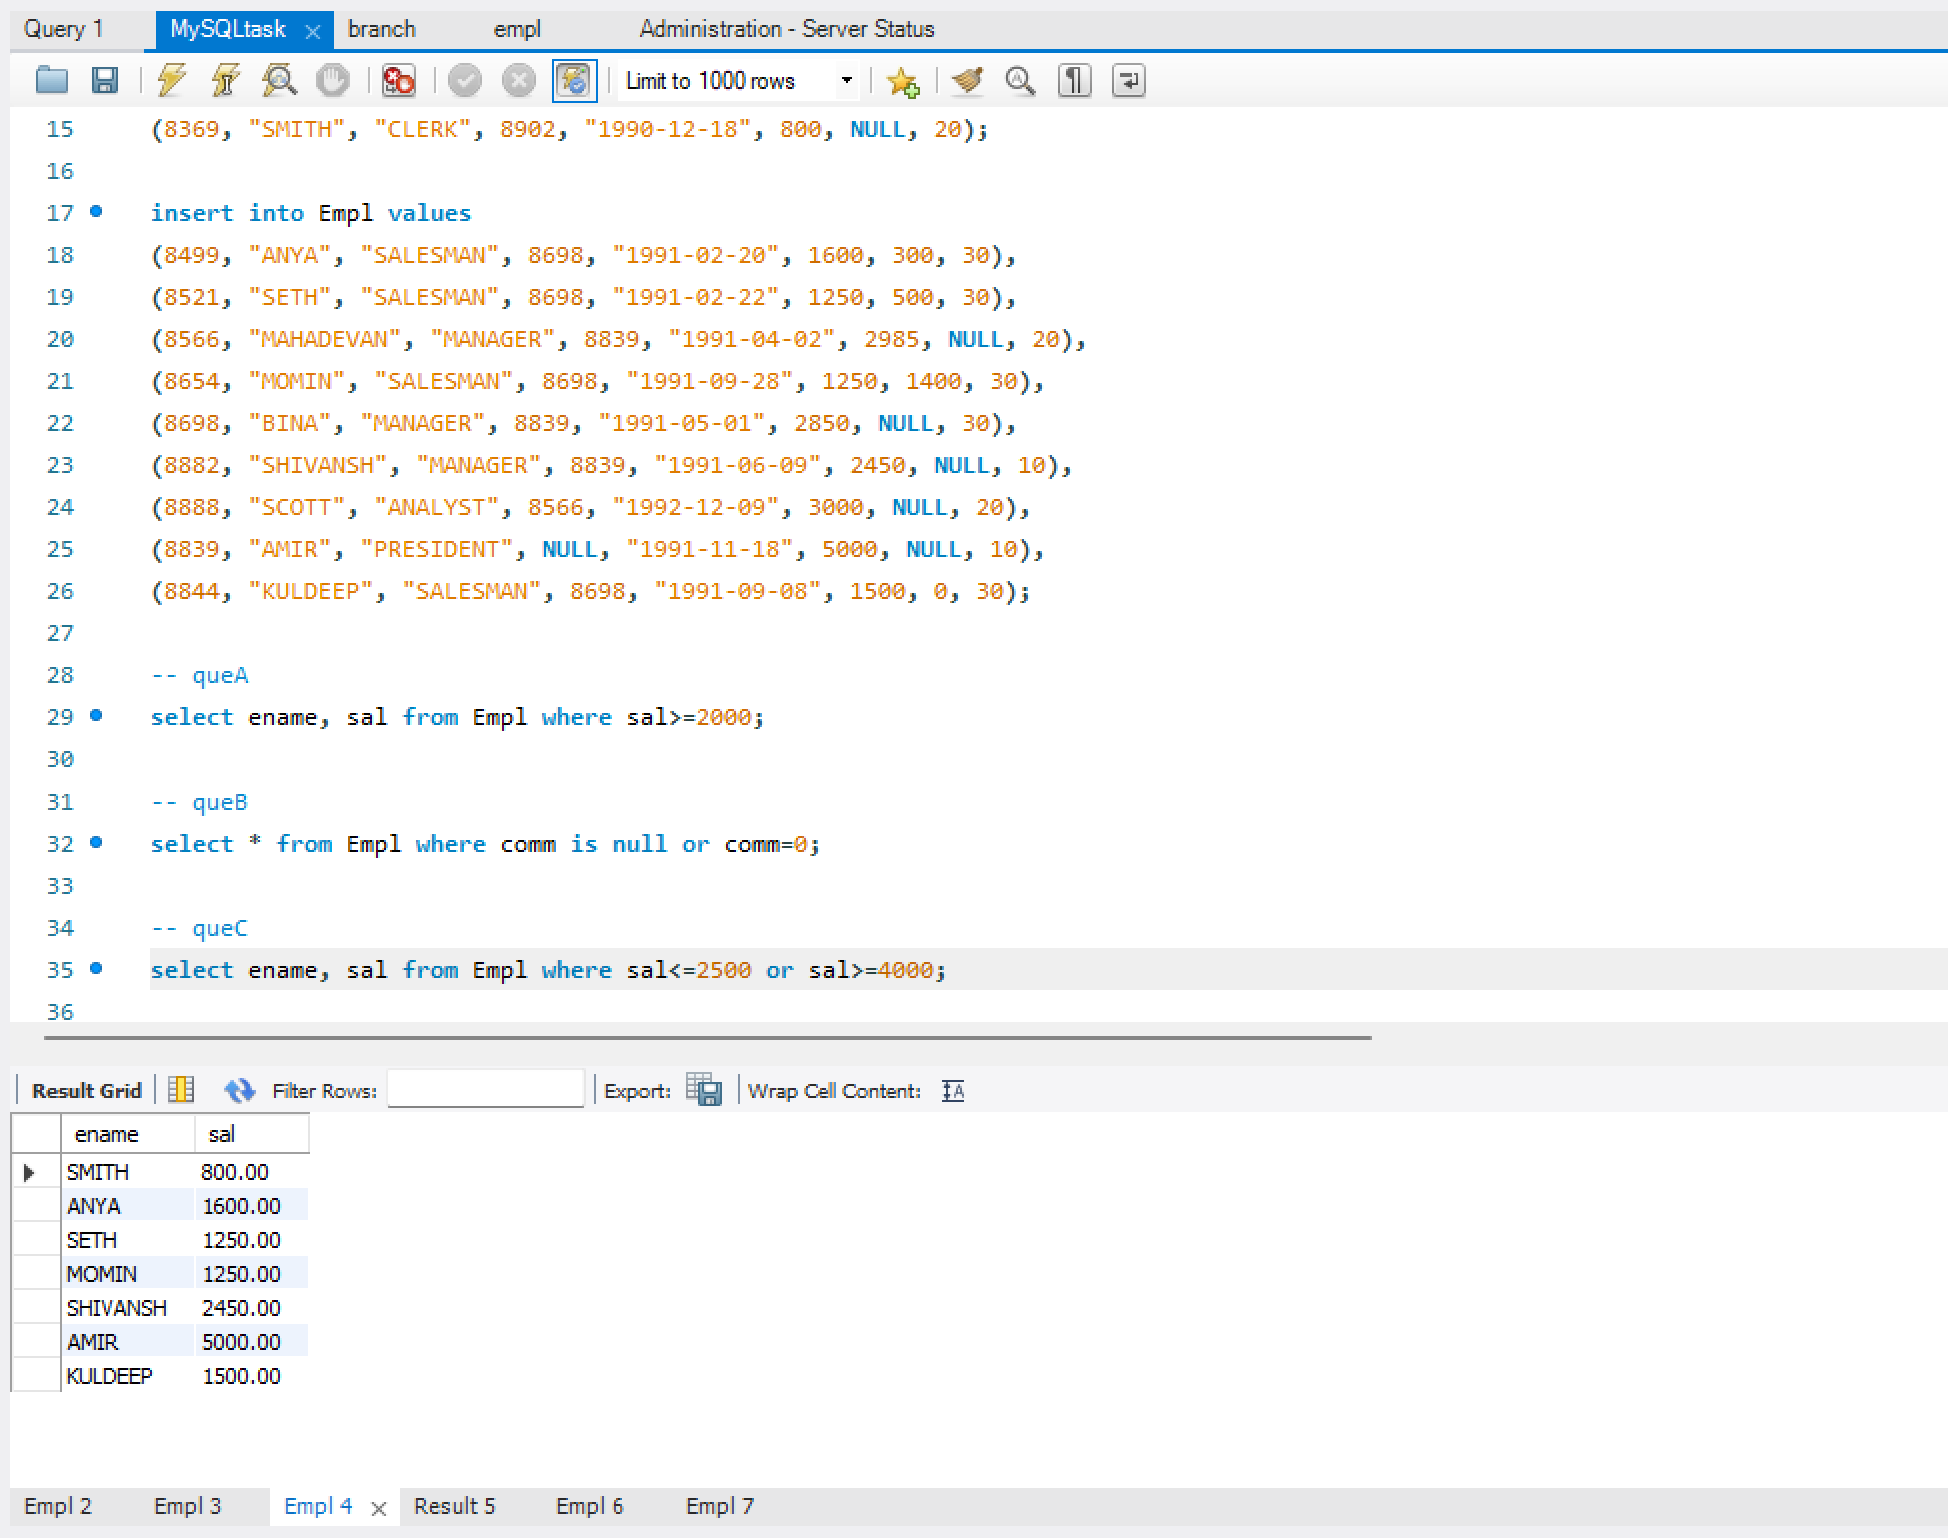 Query 1 MySQLtask branch empl Administration - Server Status
Limit to 1000 rows
15 (8369, "SMITH", "CLERK", 8902, "1990-12-18", 800, NULL, 20);
16
17 insert into Empl values
18 (8499, "ANYA", "SALESMAN", 8698, "1991-02-20", 1600, 300, 30),
19 (8521, "SETH", "SALESMAN", 8698, "1991-02-22", 1250, 500, 30),
20 (8566, "MAHADEVAN", "MANAGER", 8839, "1991-04-02", 2985, NULL, 20),
21 (8654, "MOMIN", "SALESMAN", 8698, "1991-09-28", 1250, 1400, 30),
22 (8698, "BINA", "MANAGER", 8839, "1991-05-01", 2850, NULL, 30),
23 (8882, "SHIVANSH", "MANAGER", 8839, "1991-06-09", 2450, NULL, 10),
24 (8888, "SCOTT", "ANALYST", 8566, "1992-12-09", 3000, NULL, 20),
25 (8839, "AMIR", "PRESIDENT", NULL, "1991-11-18", 5000, NULL, 10),
26 (8844, "KULDEEP", "SALESMAN", 8698, "1991-09-08", 1500, 0, 30);
27
28 -- queA
29 select ename, sal from Empl where sal>=2000;
30
31 -- queB
32 select * from Empl where comm is null or comm=0;
33
34 -- queC
35 select ename, sal from Empl where sal<=2500 or sal>=4000;
36
Result Grid Filter Rows: Export: Wrap Cell Content:
ename sal
SMITH 800.00
ANYA 1600.00
SETH 1250.00
MOMIN 1250.00
SHIVANSH 2450.00
AMIR 5000.00
KULDEEP 1500.00
Empl 2 Empl 3 Empl 4 Result 5 Empl 6 Empl 7